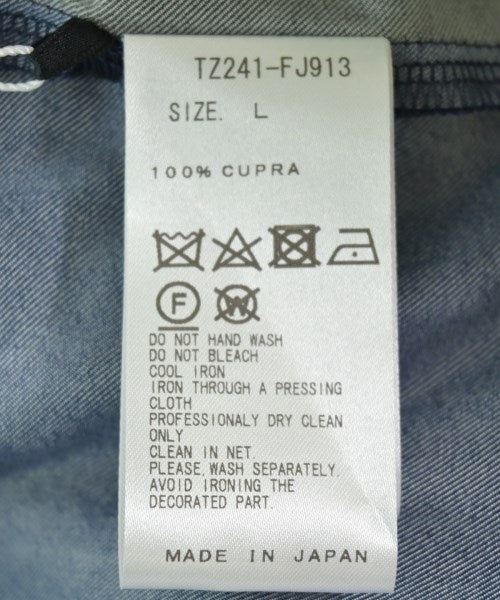 TZ241-FJ913
SIZE. L
100% CUPRA
F W
DO NOT HAND WASH
DO NOT BLEACH
COOL IRON
IRON THROUGH A PRESSING
CLOTH
PROFESSIONALY DRY CLEAN
ONLY
CLEAN IN NET.
PLEASE, WASH SEPARATELY.
AVOID IRONING THE
DECORATED PART.
MADE IN JAPAN